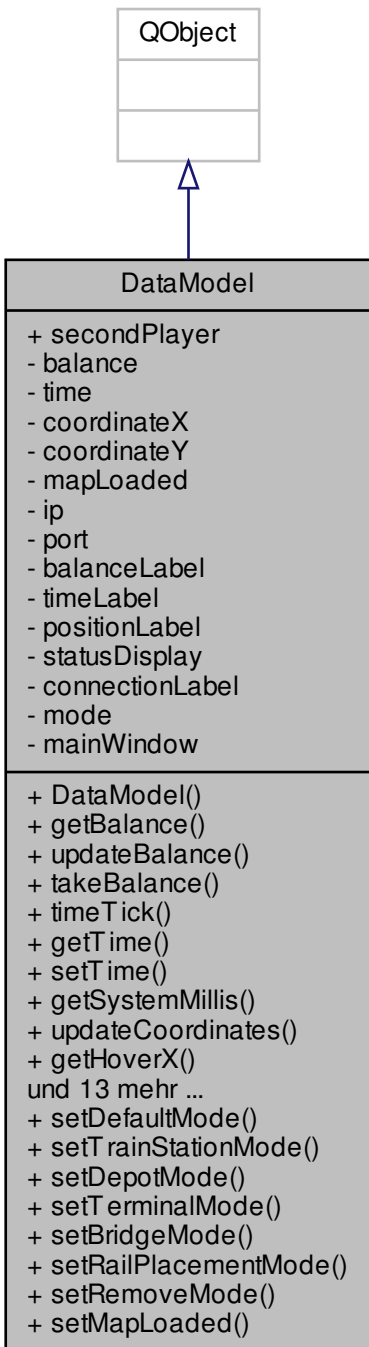 QObject
DataModel
+ secondPlayer
- balance
- time
- coordinateX
- coordinateY
- mapLoaded
- ip
- port
- balanceLabel
- timeLabel
- positionLabel
- statusDisplay
- connectionLabel
- mode
- mainWindow
+ DataModel()
+ getBalance()
+ updateBalance()
+ takeBalance()
+ timeTick()
+ getTime()
+ setTime()
+ getSystemMillis()
+ updateCoordinates()
+ getHoverX()
und 13 mehr ...
+ setDefaultMode()
+ setTrainStationMode()
+ setDepotMode()
+ setTerminalMode()
+ setBridgeMode()
+ setRailPlacementMode()
+ setRemoveMode()
+ setMapLoaded()